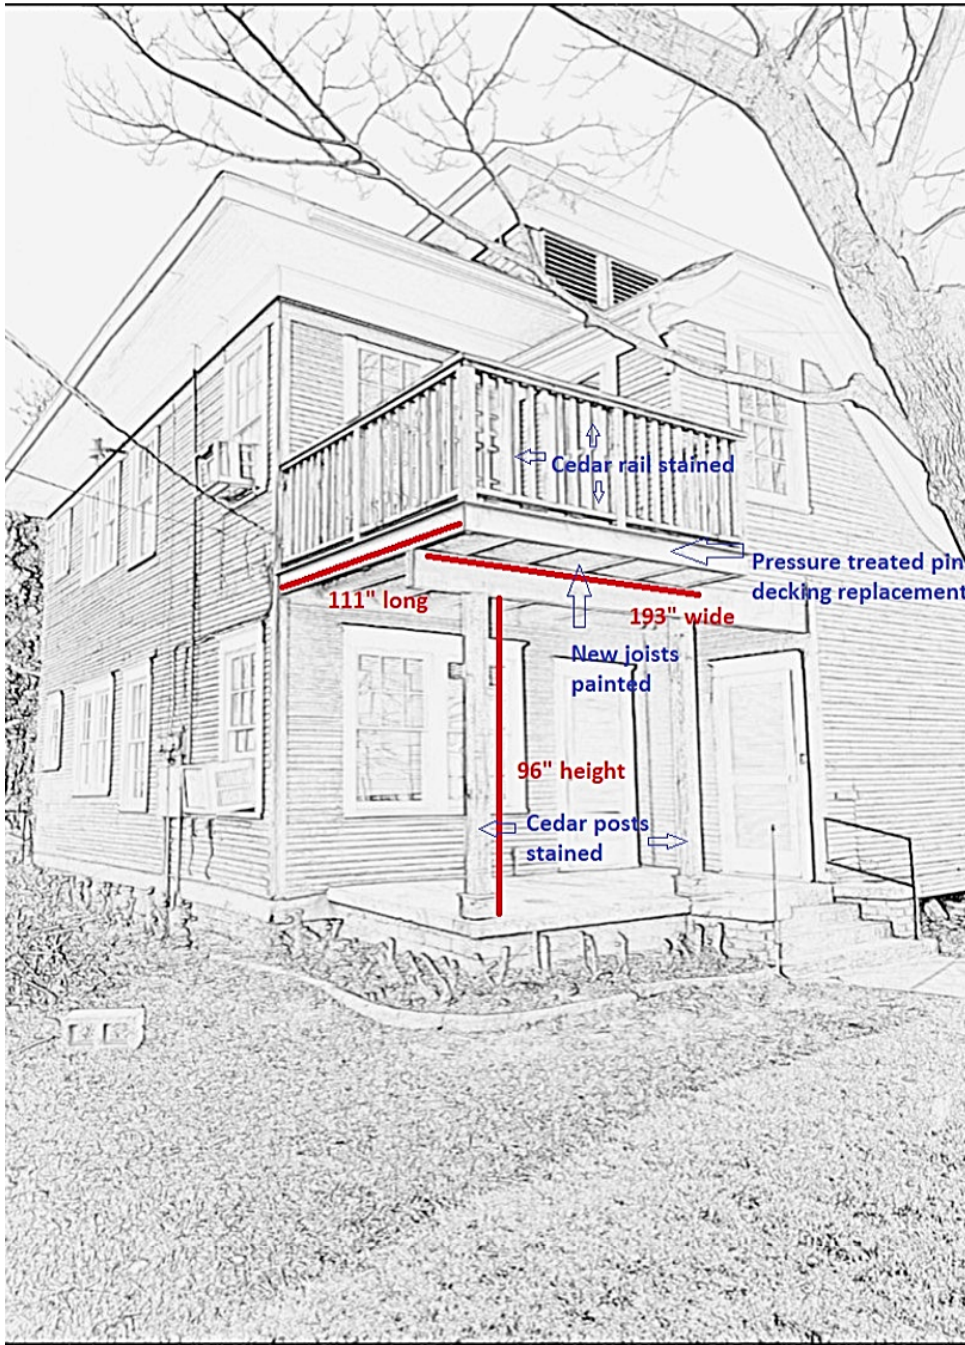 Cedar rail stained
Pressure treated pin
decking replacement
111" long
193" wide
New joists
painted
96" height
Cedar posts
stained